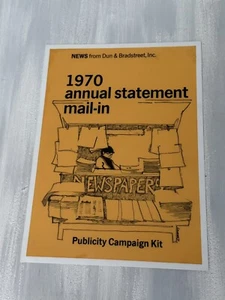 NEWS from Dun & Bradstreet, Inc.
1970
annual statement
mail-in
NEWSPAPER
Publicity Campaign Kit